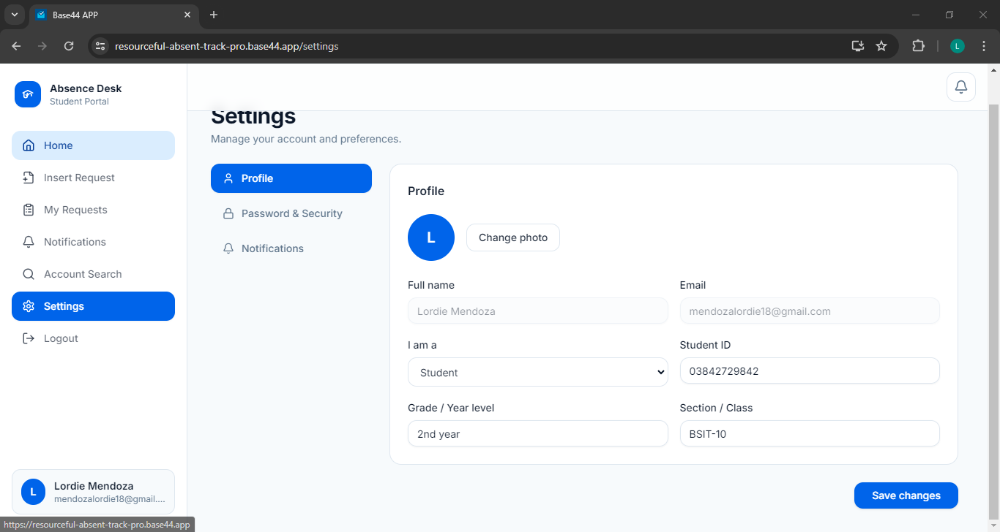 Base44 APP
resourceful-absent-track-pro.base44.app/settings
L
Absence Desk
Student Portal
Home
Insert Request
My Requests
Notifications
Account Search
Settings
Logout
L
Lordie Mendoza
mendozalordie18@gmail....
https://resourceful-absent-track-pro.base44.app
Settings
Manage your account and preferences.
Profile
Password & Security
Notifications
Profile
L
Change photo
Full name
Lordie Mendoza
Email
mendozalordie18@gmail.com
I am a
Student
Student ID
03842729842
Grade / Year level
2nd year
Section / Class
BSIT-10
Save changes